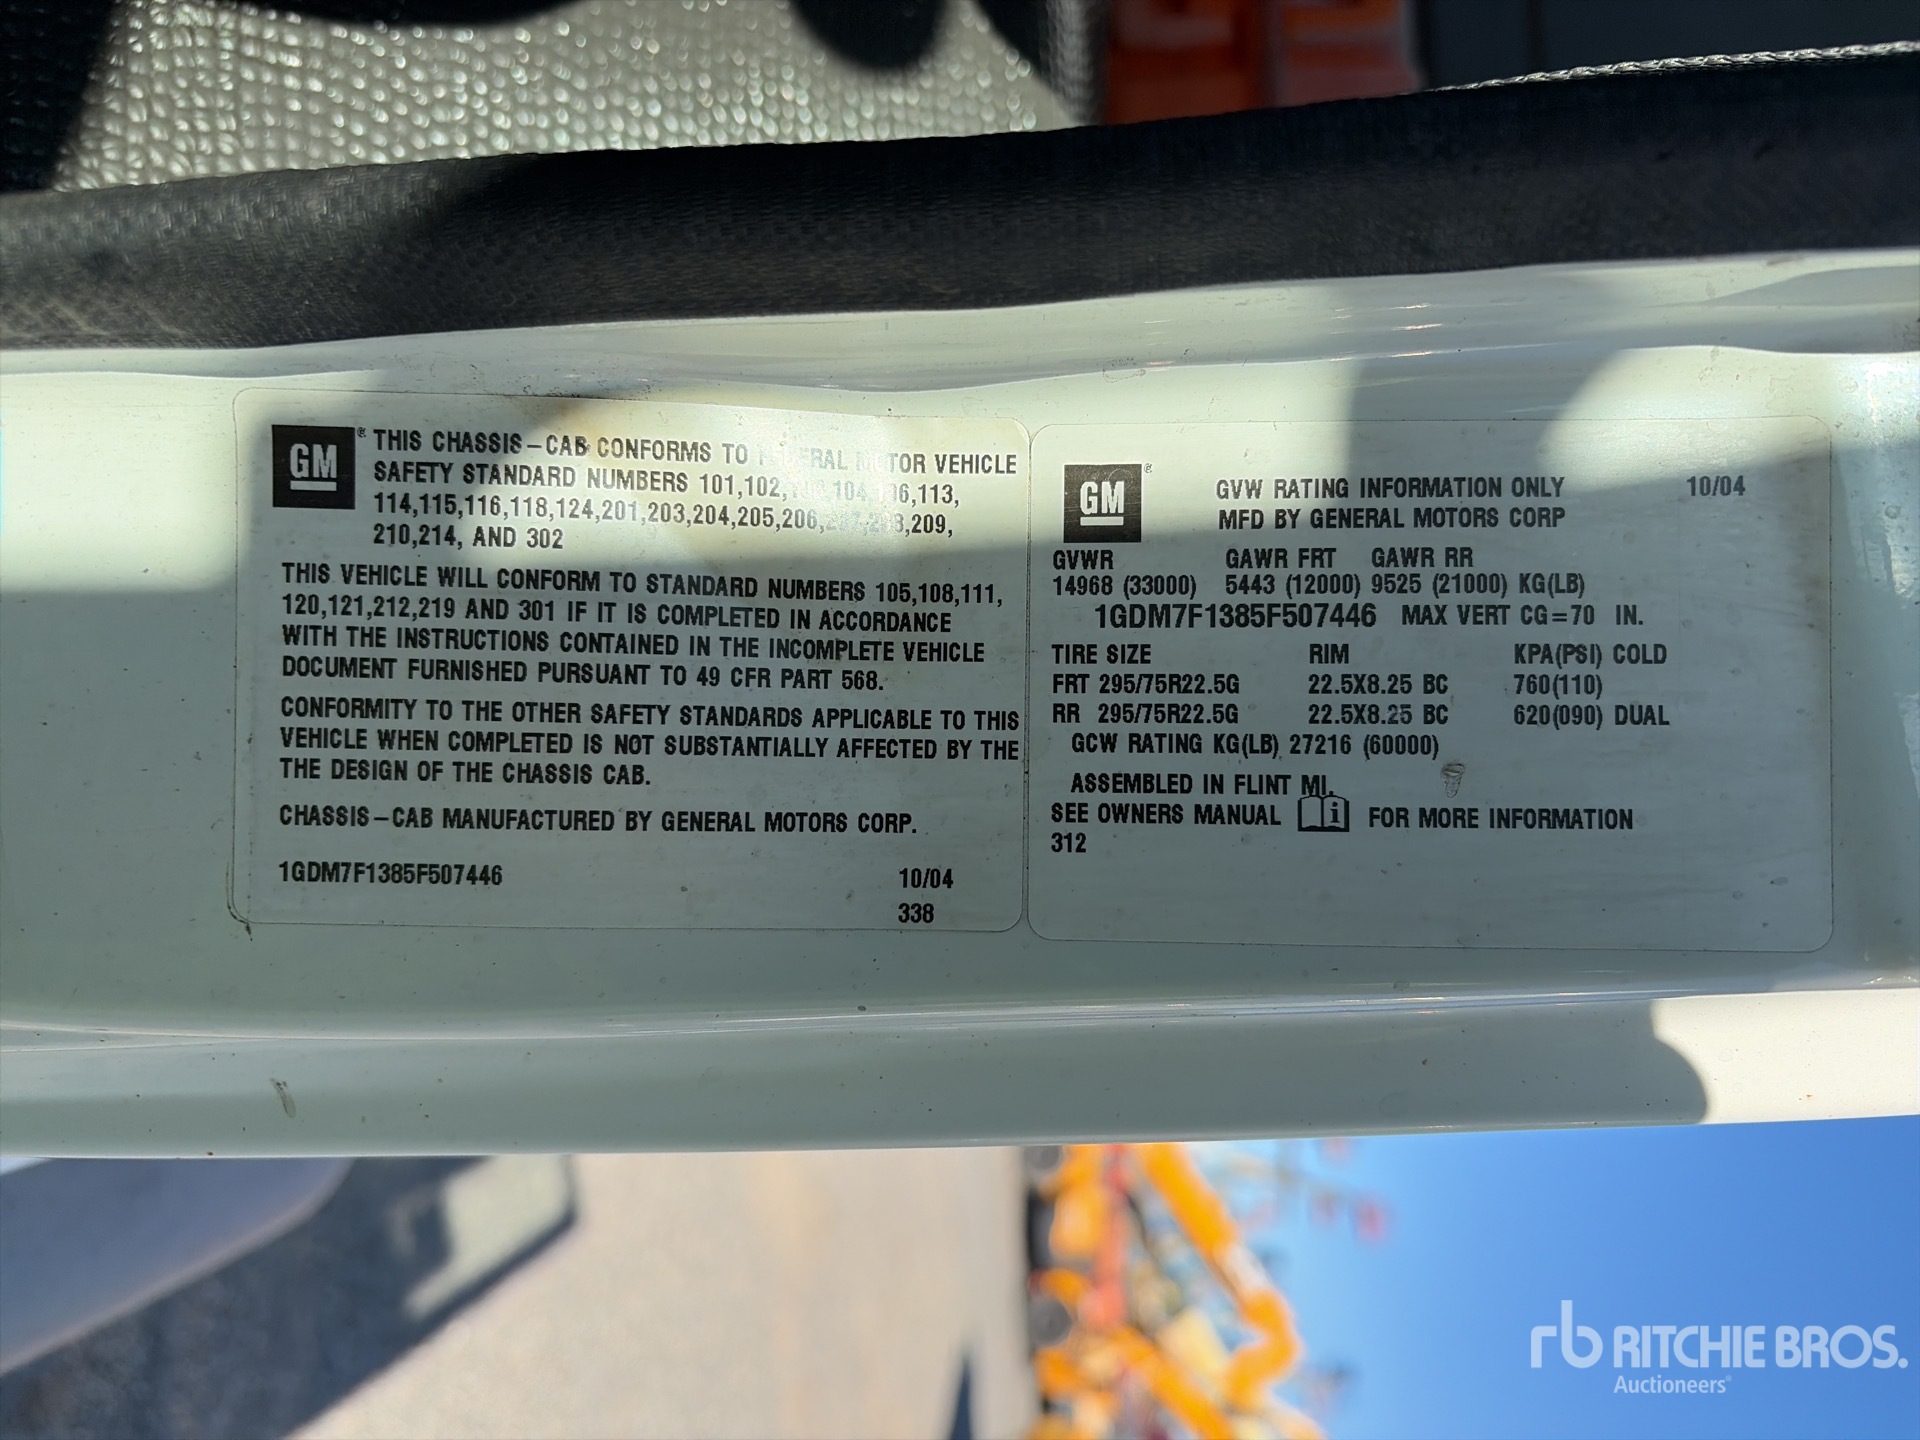 GM
® THIS CHASSIS-CAB CONFORMS TO MOTOR VEHICLE
SAFETY STANDARD NUMBERS 101,102, 104, 113,
114,115,116,118,124,201,203,204,205,206, 209,
210,214, AND 302
THIS VEHICLE WILL CONFORM TO STANDARD NUMBERS 105,108,111,
120,121,212,219 AND 301 IF IT IS COMPLETED IN ACCORDANCE
WITH THE INSTRUCTIONS CONTAINED IN THE INCOMPLETE VEHICLE
DOCUMENT FURNISHED PURSUANT TO 49 CFR PART 568.
CONFORMITY TO THE OTHER SAFETY STANDARDS APPLICABLE TO THIS
VEHICLE WHEN COMPLETED IS NOT SUBSTANTIALLY AFFECTED BY THE
THE DESIGN OF THE CHASSIS CAB.
CHASSIS-CAB MANUFACTURED BY GENERAL MOTORS CORP.
1GDM7F1385F507446 10/04
338
GM ®
GVW RATING INFORMATION ONLY 10/04
MFD BY GENERAL MOTORS CORP
GVWR GAWR FRT GAWR RR
14968 (33000) 5443 (12000) 9525 (21000) KG(LB)
1GDM7F1385F507446 MAX VERT CG=70 IN.
TIRE SIZE RIM KPA(PSI) COLD
FRT 295/75R22.5G 22.5X8.25 BC 760(110)
RR 295/75R22.5G 22.5X8.25 BC 620(090) DUAL
GCW RATING KG(LB) 27216 (60000)
ASSEMBLED IN FLINT MI.
SEE OWNERS MANUAL i FOR MORE INFORMATION
312
rb RITCHIE BROS.
Auctioneers®